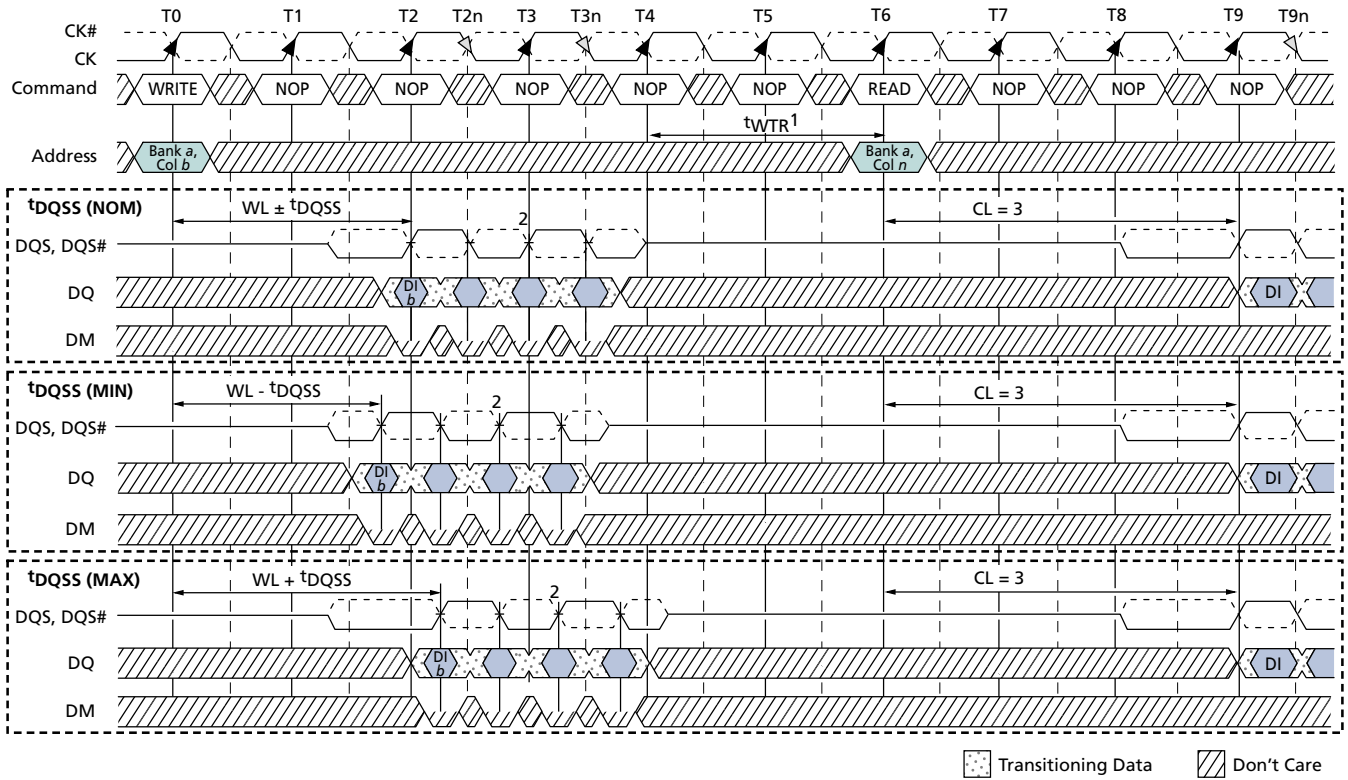 T0 T1 T2 T2n T3 T3n T4 T5 T6 T7 T8 T9 T9n
CK#
CK
Command WRITE NOP NOP NOP NOP NOP READ NOP NOP NOP
tWTR1
Address Bank a, Col b Bank a, Col n
tDQSS (NOM) WL ± tDQSS 2 CL = 3
DQS, DQS#
DQ DI b DI
DM
tDQSS (MIN) WL - tDQSS 2 CL = 3
DQS, DQS#
DQ DI b DI
DM
tDQSS (MAX) WL + tDQSS 2 CL = 3
DQS, DQS#
DQ DI b DI
DM
Transitioning Data Don't Care